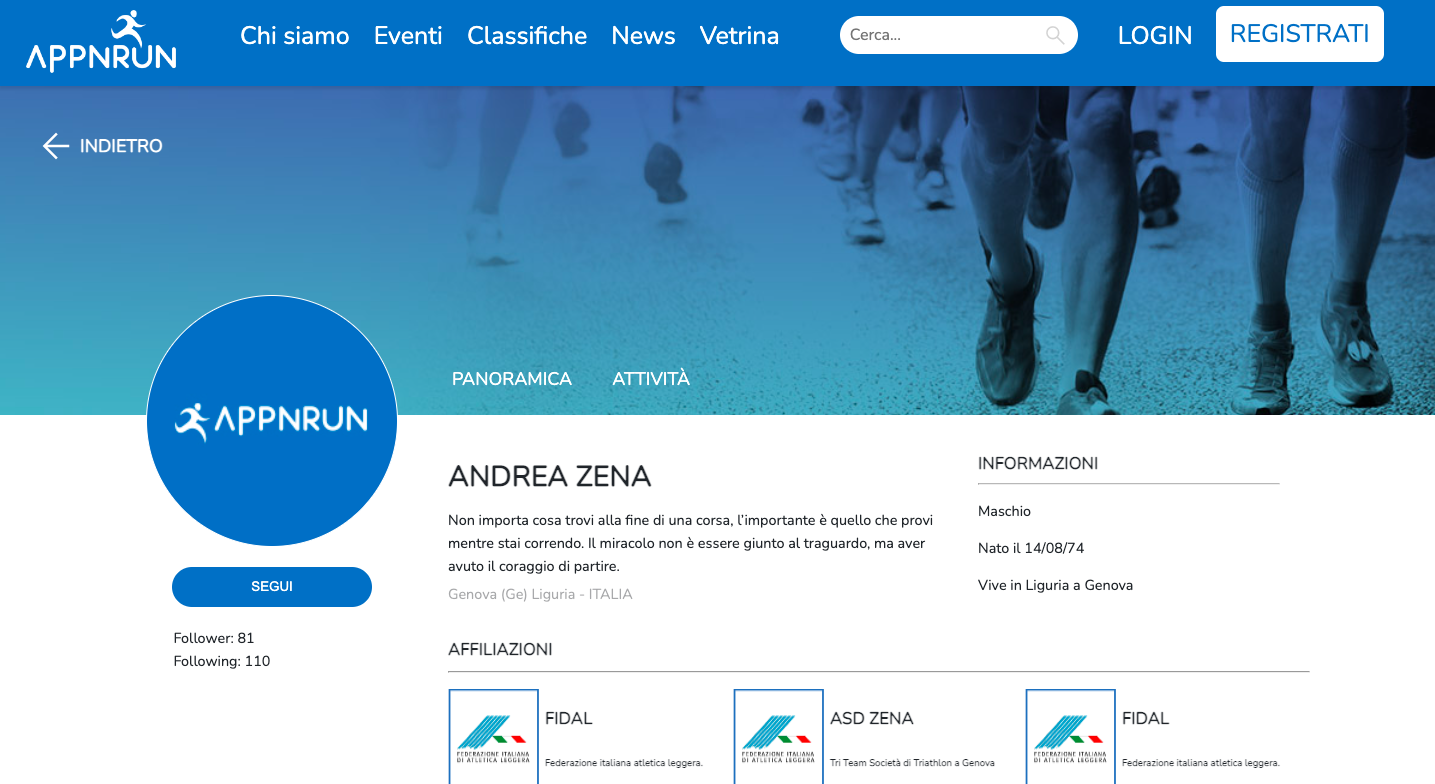 APPNRUN
Chi siamo Eventi Classifiche News Vetrina
Cerca...
LOGIN
REGISTRATI
INDIETRO
PANORAMICA ATTIVITÀ
APPNRUN
SEGUI
Follower: 81
Following: 110
ANDREA ZENA
Non importa cosa trovi alla fine di una corsa, l'importante è quello che provi
mentre stai correndo. Il miracolo non è essere giunto al traguardo, ma aver
avuto il coraggio di partire.
Genova (Ge) Liguria - ITALIA
INFORMAZIONI
Maschio
Nato il 14/08/74
Vive in Liguria a Genova
AFFILIAZIONI
FEDERAZIONE ITALIANA
DI ATLETICA LEGGERA
FIDAL
Federazione italiana atletica leggera.
FEDERAZIONE ITALIANA
DI ATLETICA LEGGERA
ASD ZENA
Tri Team Società di Triathlon a Genova
FEDERAZIONE ITALIANA
DI ATLETICA LEGGERA
FIDAL
Federazione italiana atletica leggera.